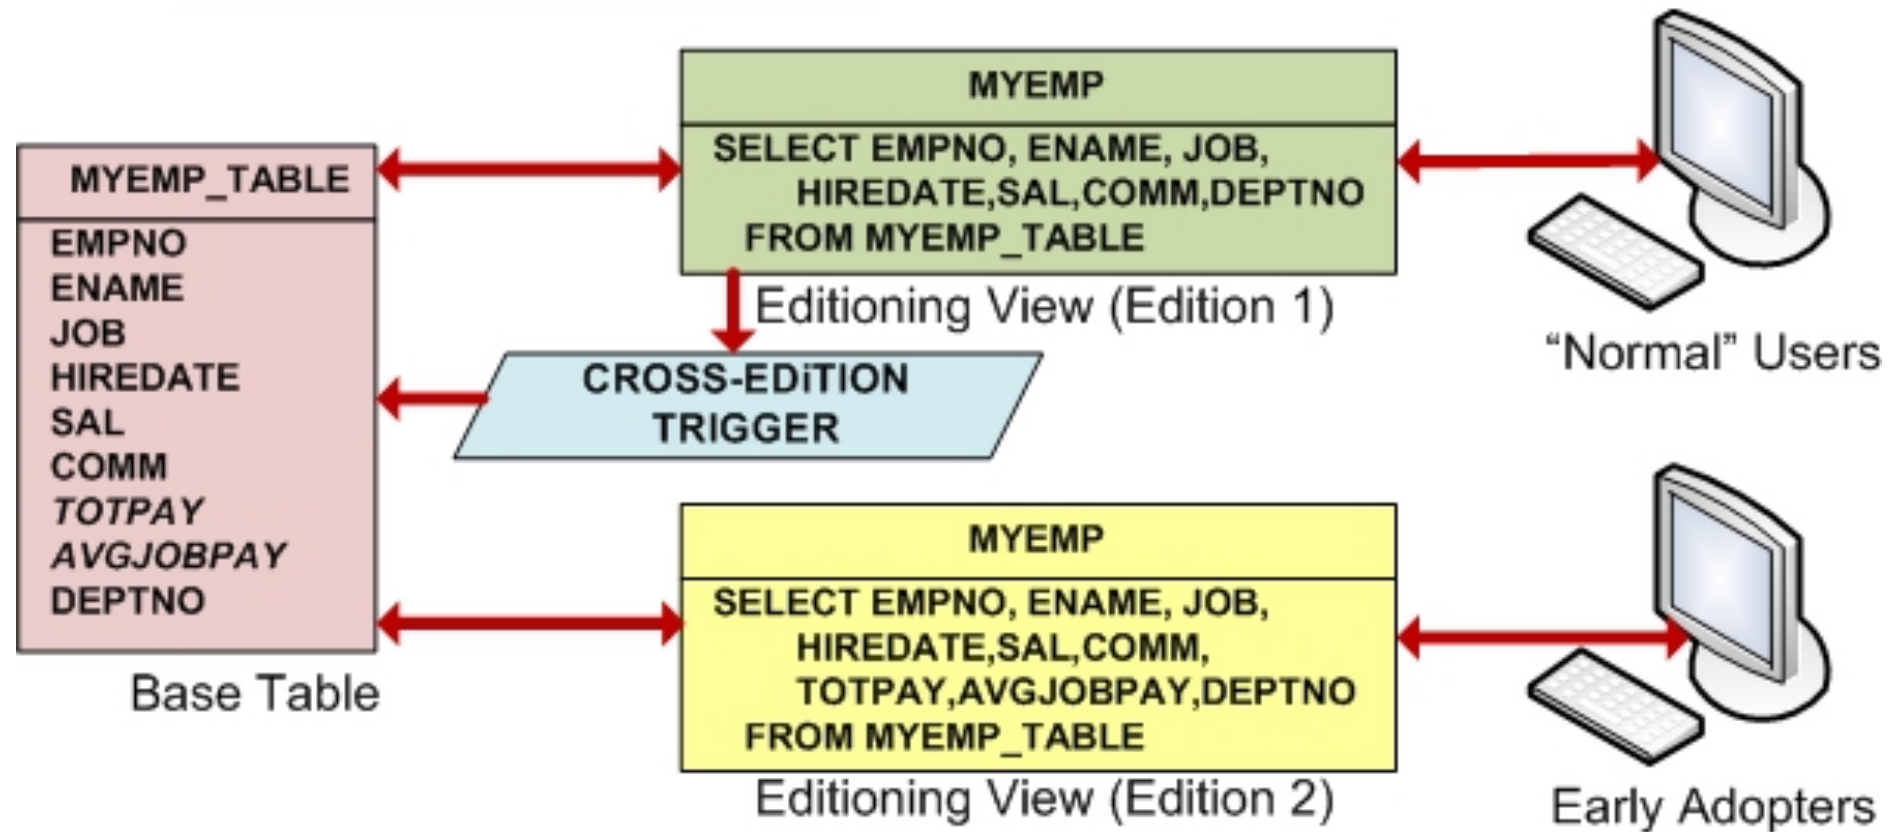 MYEMP_TABLE
EMPNO
ENAME
JOB
HIREDATE
SAL
COMM
TOTPAY
AVGJOBPAY
DEPTNO
Base Table
MYEMP
SELECT EMPNO, ENAME, JOB,
HIREDATE,SAL,COMM,DEPTNO
FROM MYEMP_TABLE
Editioning View (Edition 1)
CROSS-EDiTION
TRIGGER
MYEMP
SELECT EMPNO, ENAME, JOB,
HIREDATE,SAL,COMM,
TOTPAY,AVGJOBPAY,DEPTNO
FROM MYEMP_TABLE
Editioning View (Edition 2)
“Normal” Users
Early Adopters